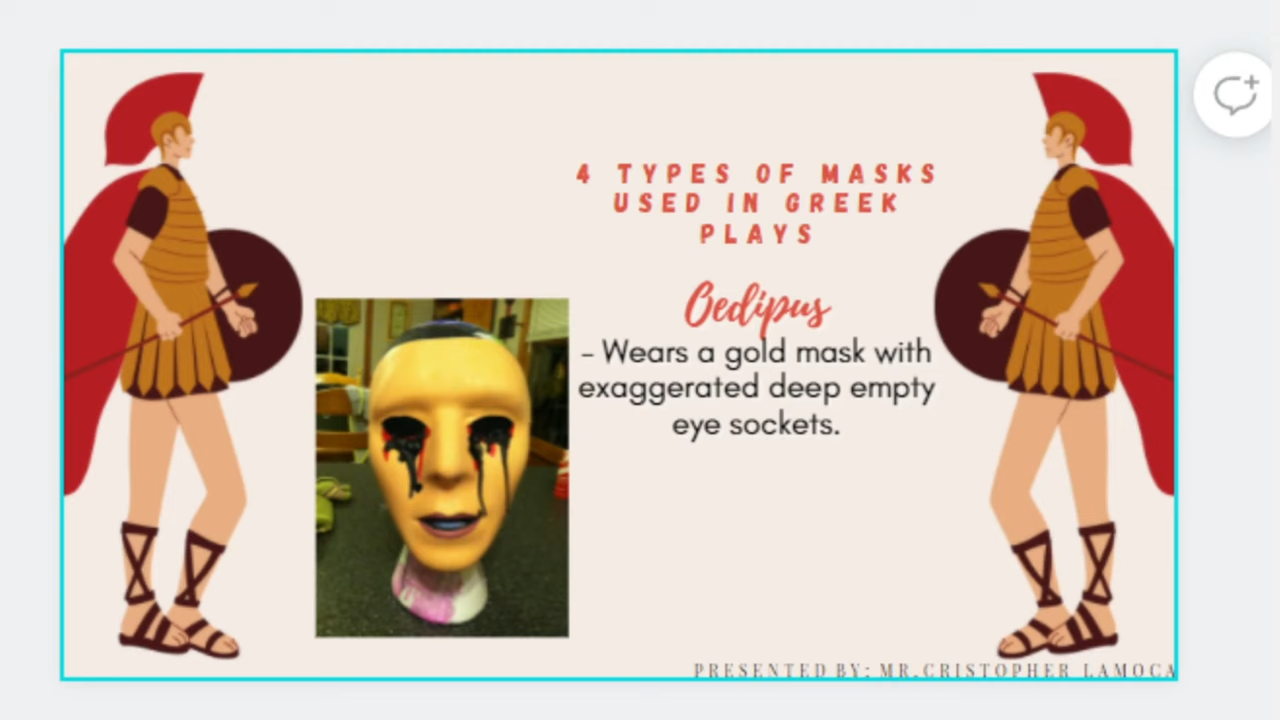 4 TYPES OF MASKS
USED IN GREEK
PLAYS
Oedipus
- Wears a gold mask with
exaggerated deep empty
eye sockets.
PRESENTED BY: MR.CRISTOPHER LAMOCA